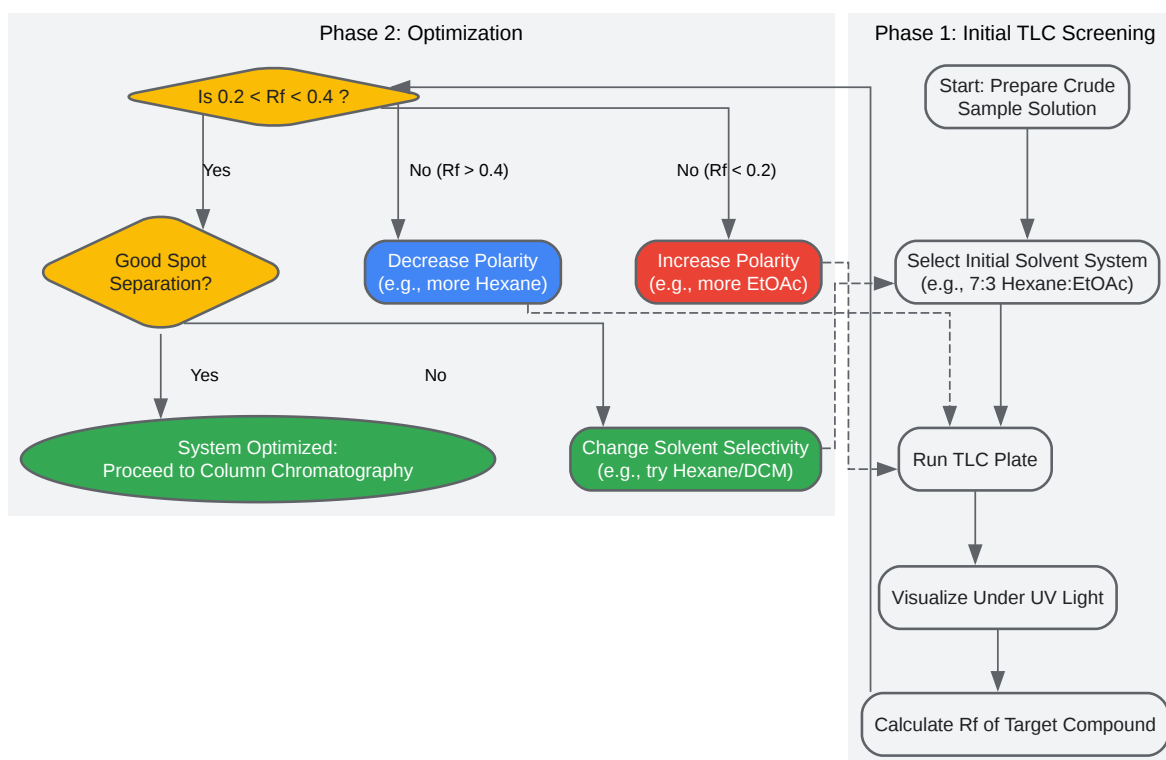 Phase 2: Optimization
Is 0.2 < Rf < 0.4 ?
Yes
No (Rf > 0.4)
No (Rf < 0.2)
Good Spot
Separation?
Decrease Polarity
(e.g., more Hexane)
Increase Polarity
(e.g., more EtOAc)
Yes
No
System Optimized:
Proceed to Column Chromatography
Change Solvent Selectivity
(e.g., try Hexane/DCM)
Phase 1: Initial TLC Screening
Start: Prepare Crude
Sample Solution
Select Initial Solvent System
(e.g., 7:3 Hexane:EtOAc)
Run TLC Plate
Visualize Under UV Light
Calculate Rf of Target Compound